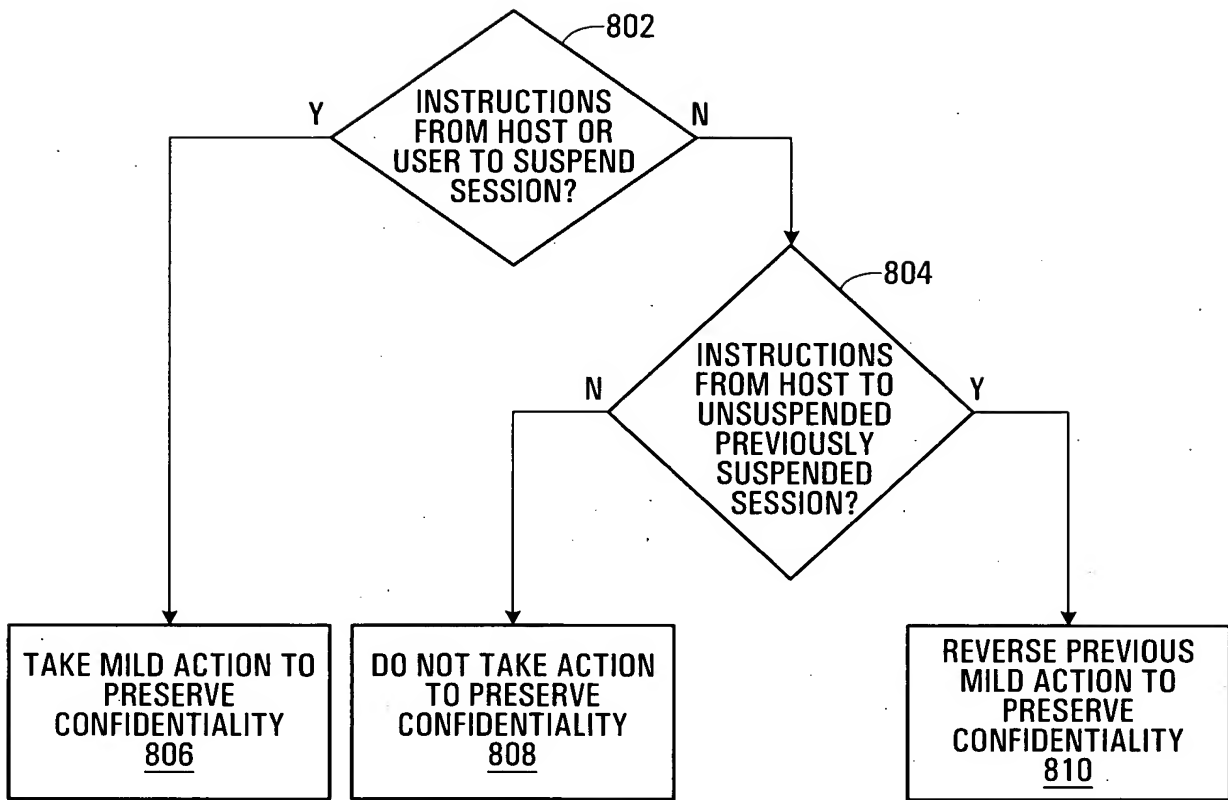 802
Y
INSTRUCTIONS
FROM HOST OR
USER TO SUSPEND
SESSION?
N
804
N
INSTRUCTIONS
FROM HOST TO
UNSUSPENDED
PREVIOUSLY
SUSPENDED
SESSION?
Y
TAKE MILD ACTION TO
PRESERVE
CONFIDENTIALITY
806
DO NOT TAKE ACTION
TO PRESERVE
CONFIDENTIALITY
808
REVERSE PREVIOUS
MILD ACTION TO
PRESERVE
CONFIDENTIALITY
810